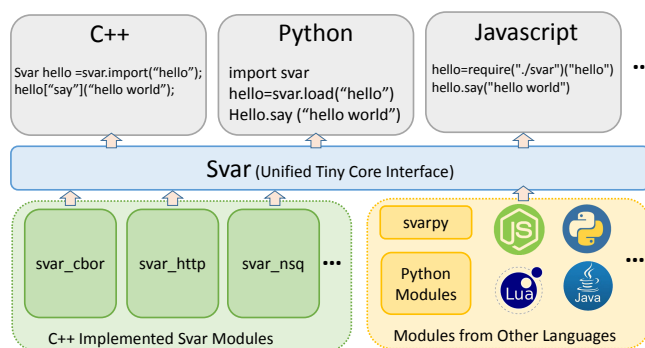 C++
Svar hello =svar.import(“hello”);
hello[“say”](“hello world”);
Python
import svar
hello=svar.load(“hello”)
Hello.say (“hello world”)
Javascript
hello=require("./svar")("hello")
hello.say("hello world")
...
Svar (Unified Tiny Core Interface)
svar_cbor
svar_http
svar_nsq
...
C++ Implemented Svar Modules
svarpy
Python
Modules
JS
Lua
Java
...
Modules from Other Languages